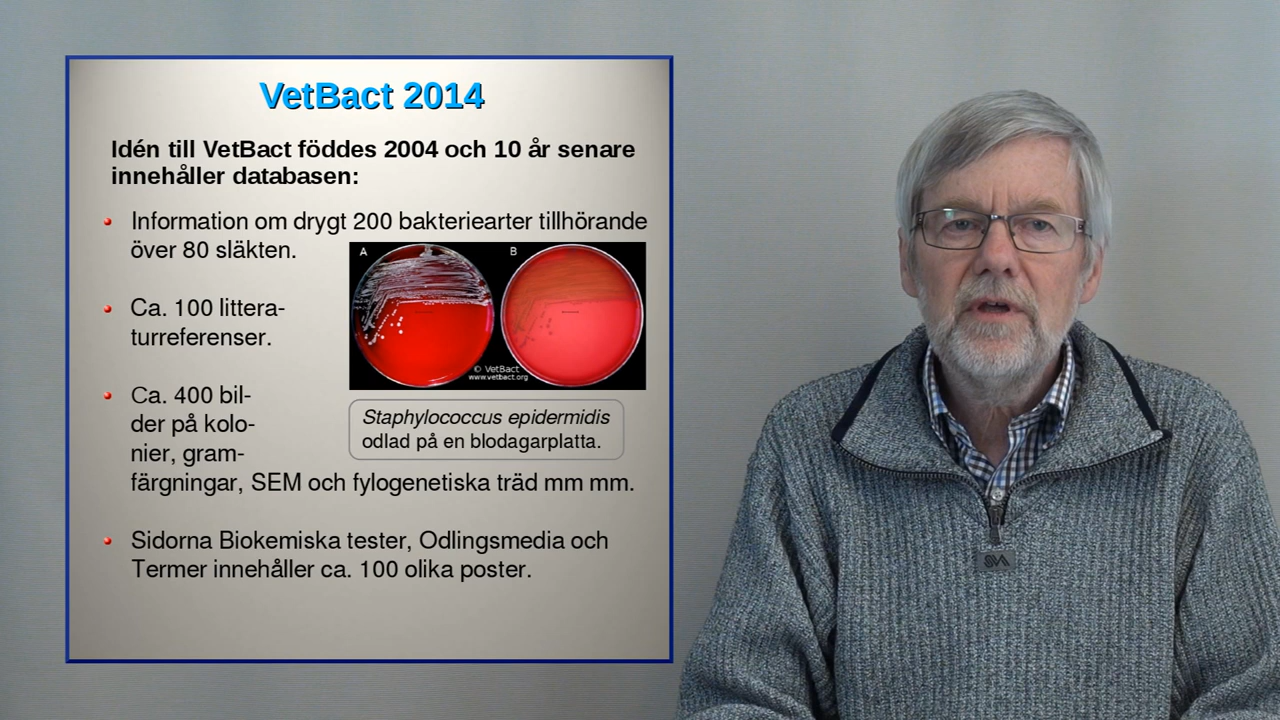 VetBact 2014
Idén till VetBact föddes 2004 och 10 år senare
innehåller databasen:
Information om drygt 200 bakteriearter tillhörande
över 80 släkten.
Ca. 100 littera-
turreferenser.
Ca. 400 bil-
der på kolo-
nier, gram-
färgningar, SEM och fylogenetiska träd mm mm.
A
B
© VetBact
www.vetbact.org
Staphylococcus epidermidis
odlad på en blodagarplatta.
Sidorna Biokemiska tester, Odlingsmedia och
Termer innehåller ca. 100 olika poster.